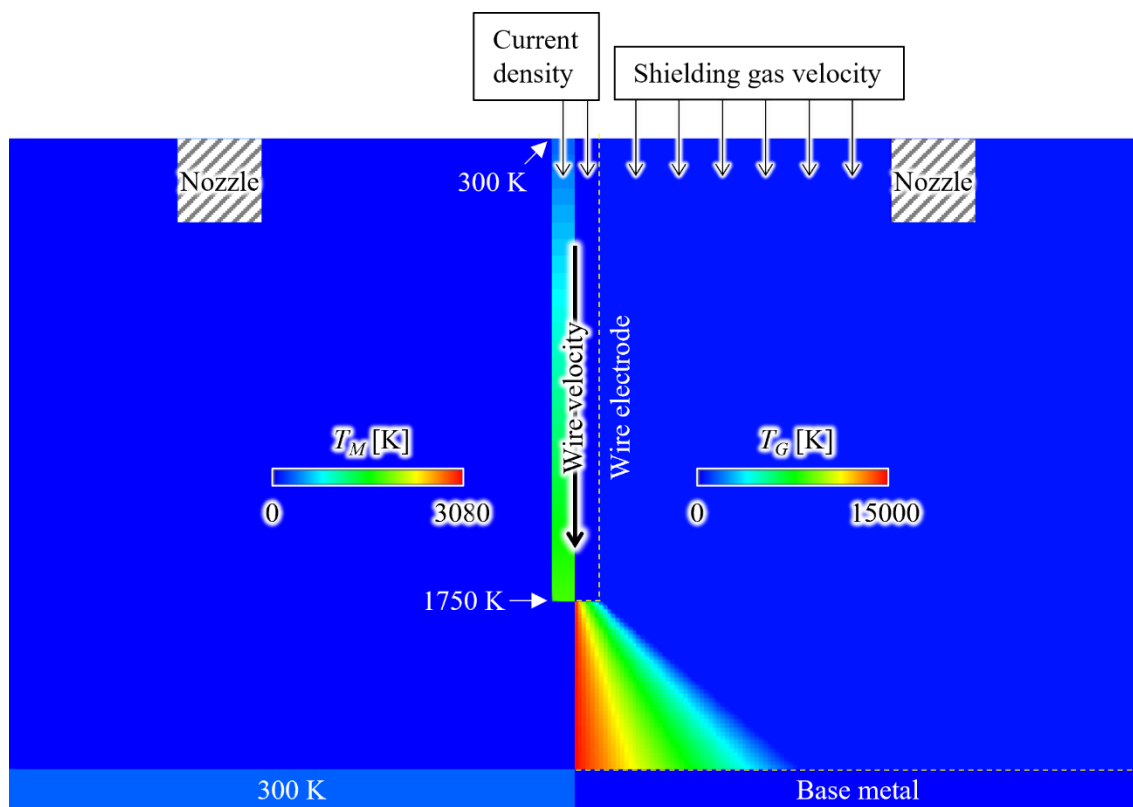 Current
density
Shielding gas velocity
Nozzle
300 K
Nozzle
Wire velocity
Wire electrode
T_M [K]
0
3080
T_G [K]
0
15000
1750 K
300 K
Base metal